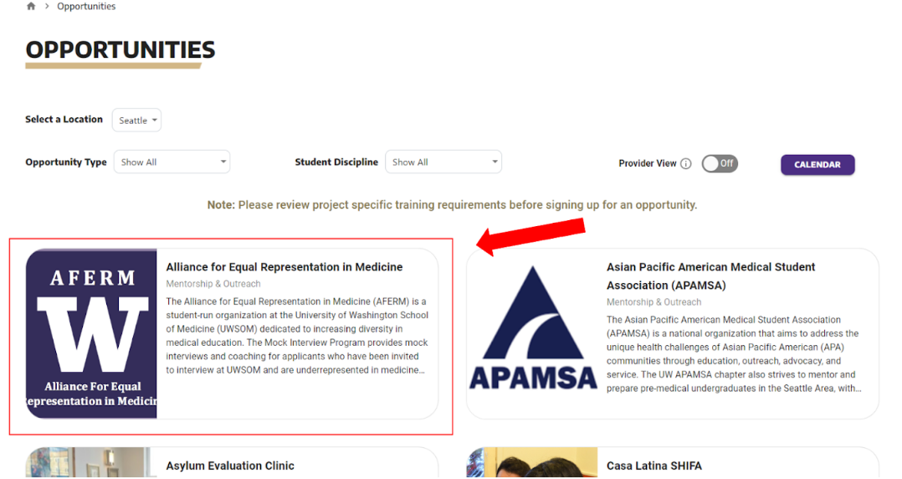 Opportunities
OPPORTUNITIES
Select a Location Seattle
Opportunity Type Show All Student Discipline Show All Provider View Off CALENDAR
Note: Please review project specific training requirements before signing up for an opportunity.
AFERM
W
Alliance For Equal
epresentation in Medicin
Alliance for Equal Representation in Medicine
Mentorship & Outreach
The Alliance for Equal Representation in Medicine (AFERM) is a
student-run organization at the University of Washington School
of Medicine (UWSOM) dedicated to increasing diversity in
medical education. The Mock Interview Program provides mock
interviews and coaching for applicants who have been invited
to interview at UWSOM and are underrepresented in medicine...
APAMSA
Asian Pacific American Medical Student
Association (APAMSA)
Mentorship & Outreach
The Asian Pacific American Medical Student Association
(APAMSA) is a national organization that aims to address the
unique health challenges of Asian Pacific American (APA)
communities through education, outreach, advocacy, and
service. The UW APAMSA chapter also strives to mentor and
prepare pre-medical undergraduates in the Seattle Area, with...
Asylum Evaluation Clinic
Casa Latina SHIFA